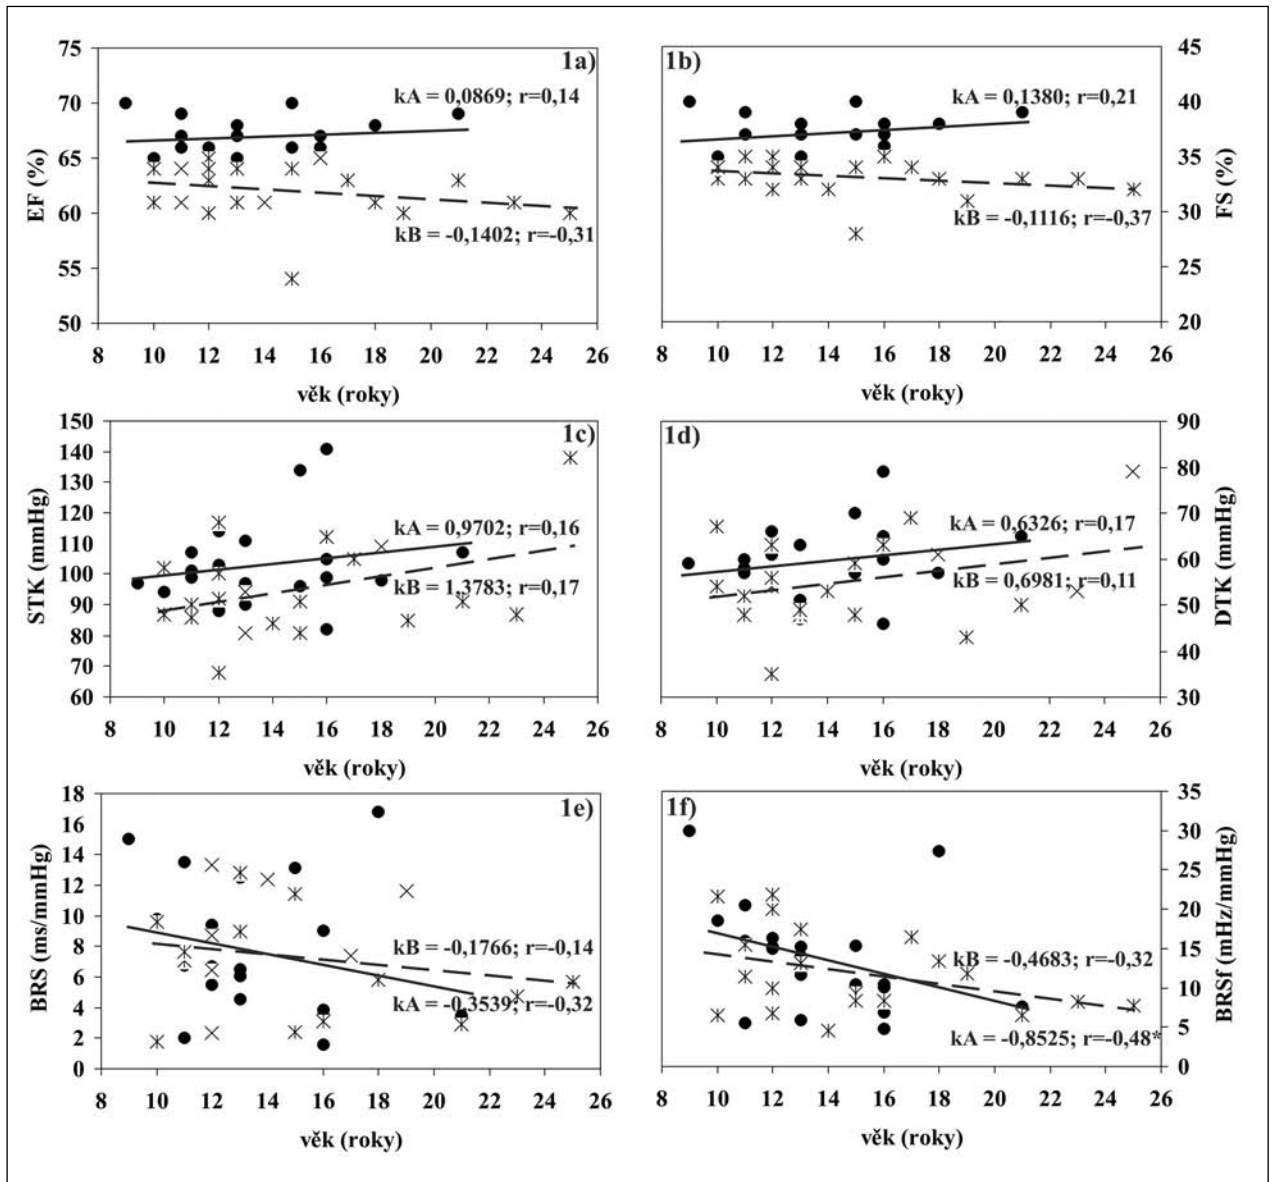 75
70
65
60
55
50
EF (%)
1a)
kA = 0,0869; r=0,14
kB = -0,1402; r=-0,31
8 10 12 14 16 18 20 22 24 26
věk (roky)
1b)
kA = 0,1380; r=0,21
kB = -0,1116; r=-0,37
45
40
35
30
25
20
FS (%)
8 10 12 14 16 18 20 22 24 26
věk (roky)
150
140
130
120
110
100
90
80
70
60
STK (mmHg)
1c)
kA = 0,9702; r=0,16
kB = 1,3783; r=0,17
8 10 12 14 16 18 20 22 24 26
věk (roky)
1d)
kA = 0,6326; r=0,17
kB = 0,6981; r=0,11
90
80
70
60
50
40
30
DTK (mmHg)
8 10 12 14 16 18 20 22 24 26
věk (roky)
18
16
14
12
10
8
6
4
2
0
BRS (ms/mmHg)
1e)
kB = -0,1766; r=-0,14
kA = -0,3539; r=-0,32
8 10 12 14 16 18 20 22 24 26
věk (roky)
1f)
kB = -0,4683; r=-0,32
kA = -0,8525; r=-0,48*
35
30
25
20
15
10
5
0
BRSf (mHz/mmHg)
8 10 12 14 16 18 20 22 24 26
věk (roky)